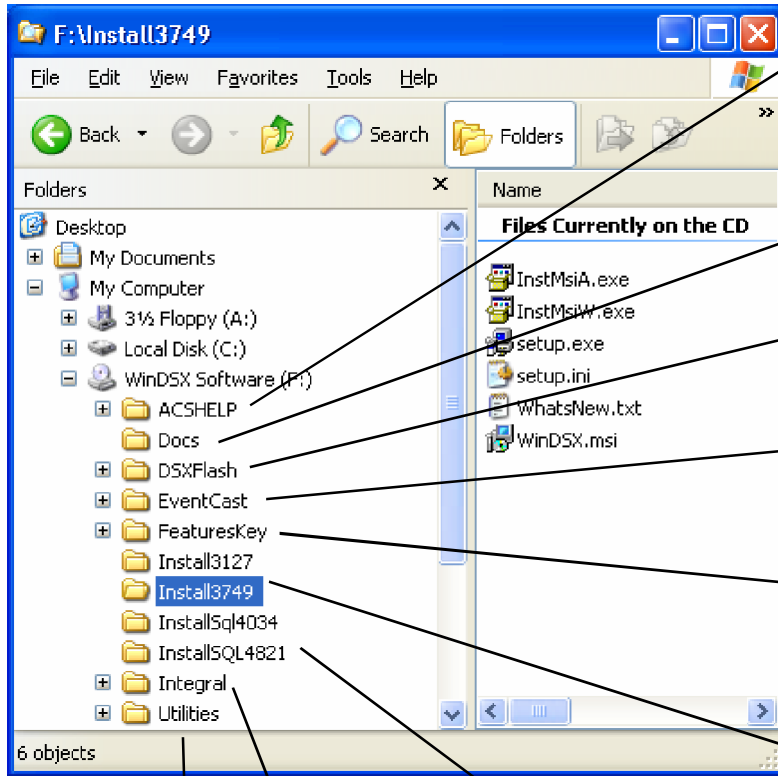 F:\Install3749
File Edit View Favorites Tools Help
Back Search Folders »
Folders x Name
Files Currently on the CD
Desktop
My Documents
My Computer
3½ Floppy (A:)
Local Disk (C:)
WinDSX Software (F:)
ACSHELP
Docs
DSXFlash
EventCast
FeaturesKey
Install3127
Install3749
InstallSql4034
InstallSQL4821
Integral
Utilities
InstMsiA.exe
InstMsiW.exe
setup.exe
setup.ini
WhatsNew.txt
WinDSX.msi
6 objects